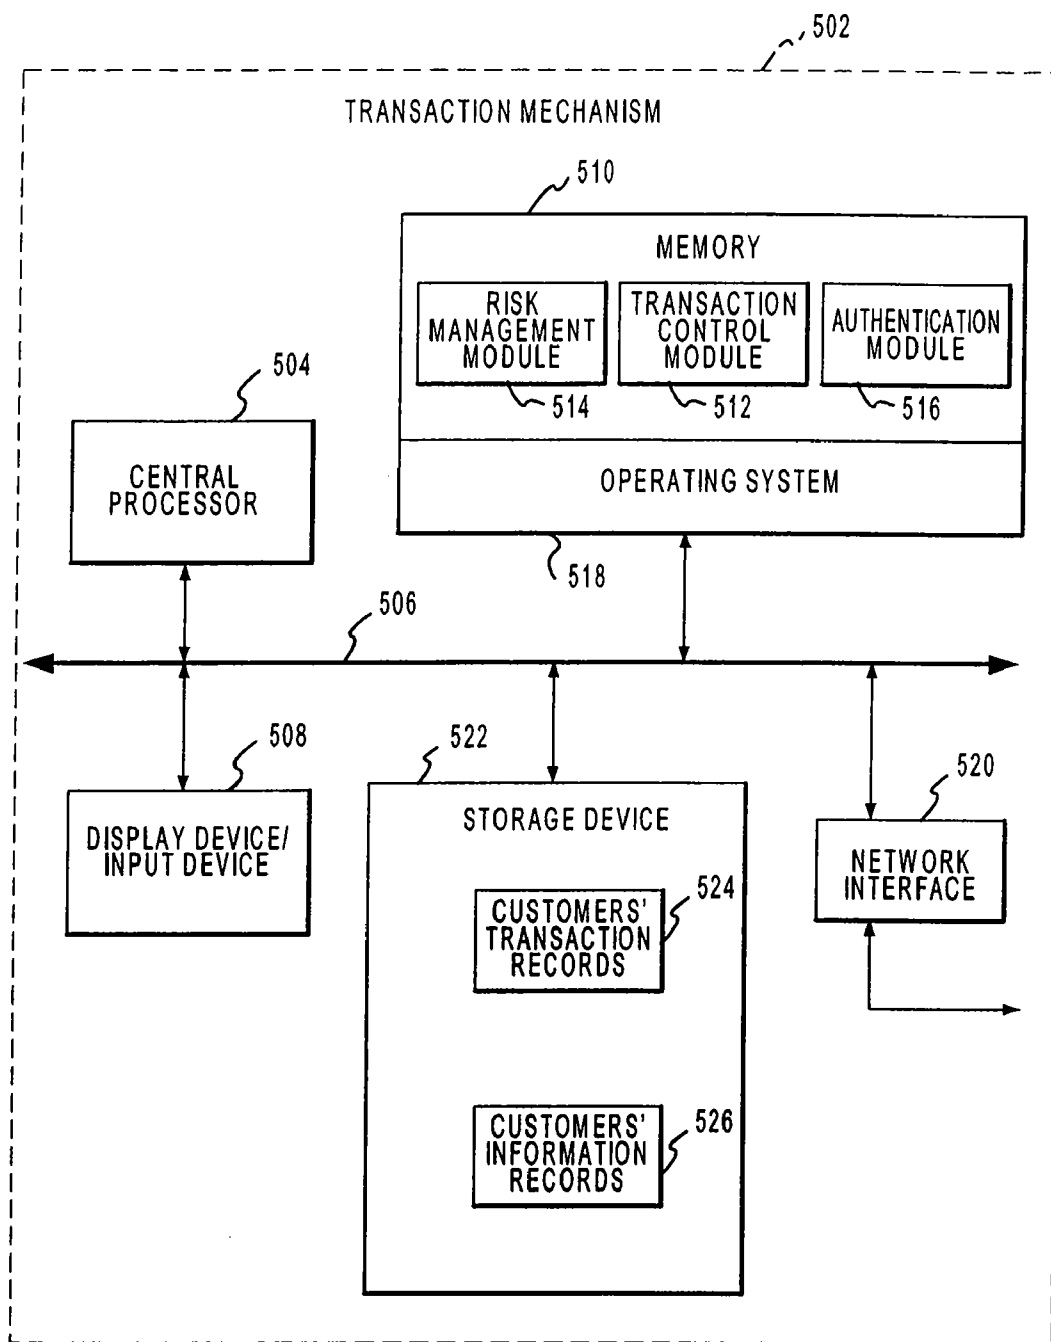 502
TRANSACTION MECHANISM
510
MEMORY
RISK
MANAGEMENT
MODULE
TRANSACTION
CONTROL
MODULE
AUTHENTICATION
MODULE
514
512
516
504
CENTRAL
PROCESSOR
OPERATING SYSTEM
518
506
508
DISPLAY DEVICE/
INPUT DEVICE
522
STORAGE DEVICE
520
NETWORK
INTERFACE
524
CUSTOMERS'
TRANSACTION
RECORDS
526
CUSTOMERS'
INFORMATION
RECORDS